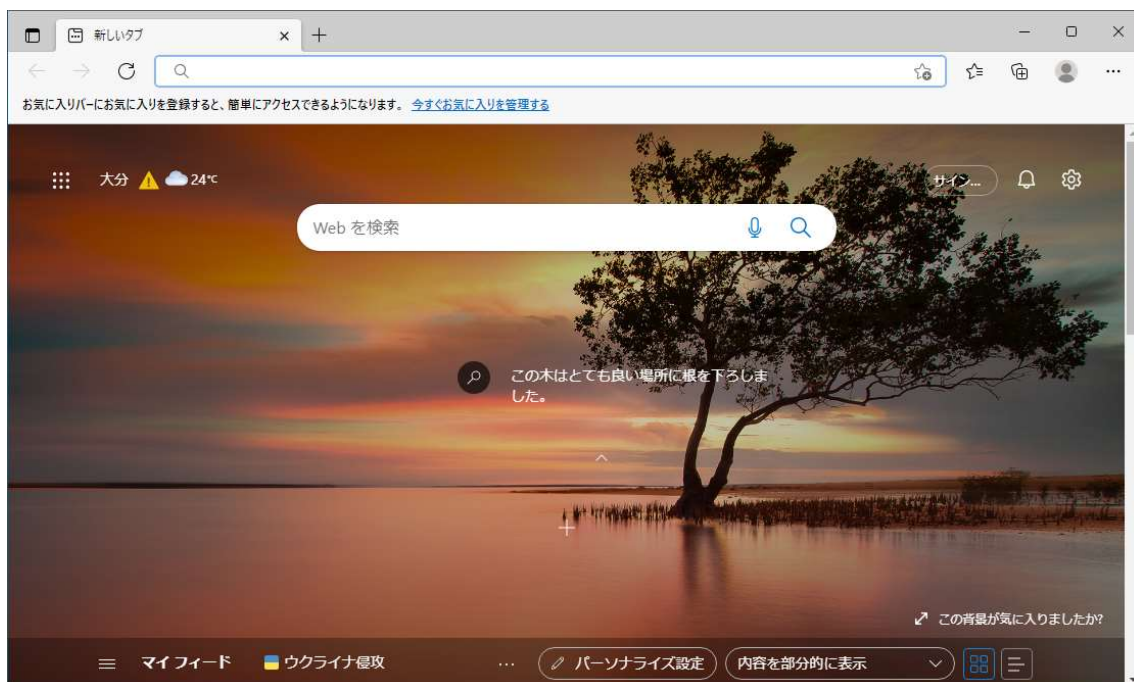 新しいタブ
お気に入りバーにお気に入りを登録すると、簡単にアクセスできるようになります。 今すぐお気に入りを管理する
大分 24℃
サイン...
Web を検索
この木はとても良い場所に根を下ろしま
した。
この背景が気に入りましたか?
マイ フィード
ウクライナ侵攻
...
パーソナライズ設定
内容を部分的に表示